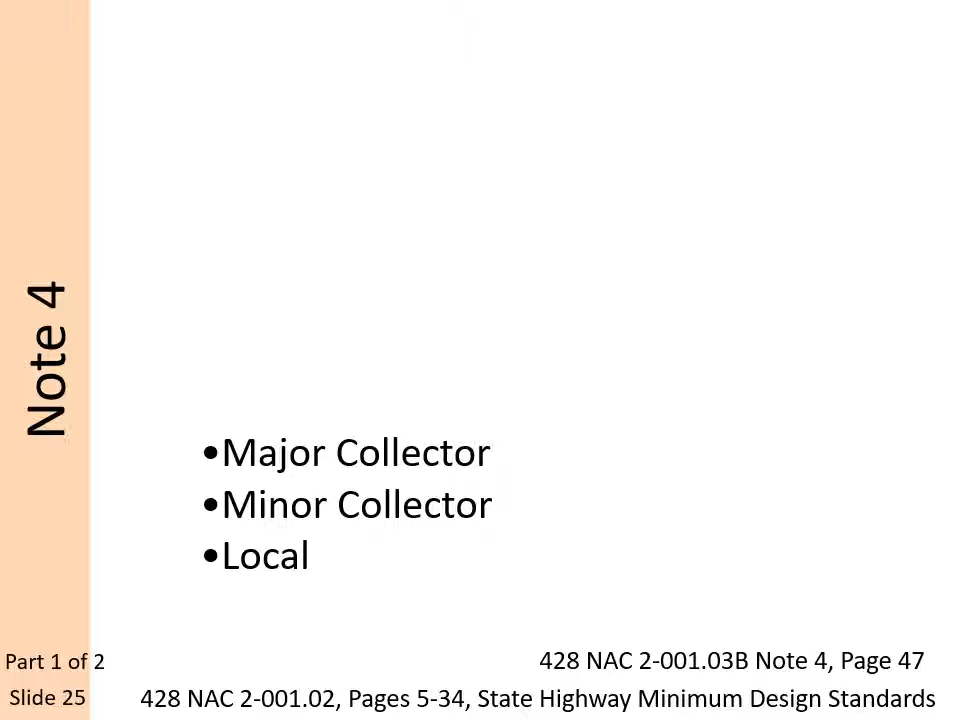 Note 4
•Major Collector
•Minor Collector
•Local
Part 1 of 2
428 NAC 2-001.03B Note 4, Page 47
Slide 25
428 NAC 2-001.02, Pages 5-34, State Highway Minimum Design Standards